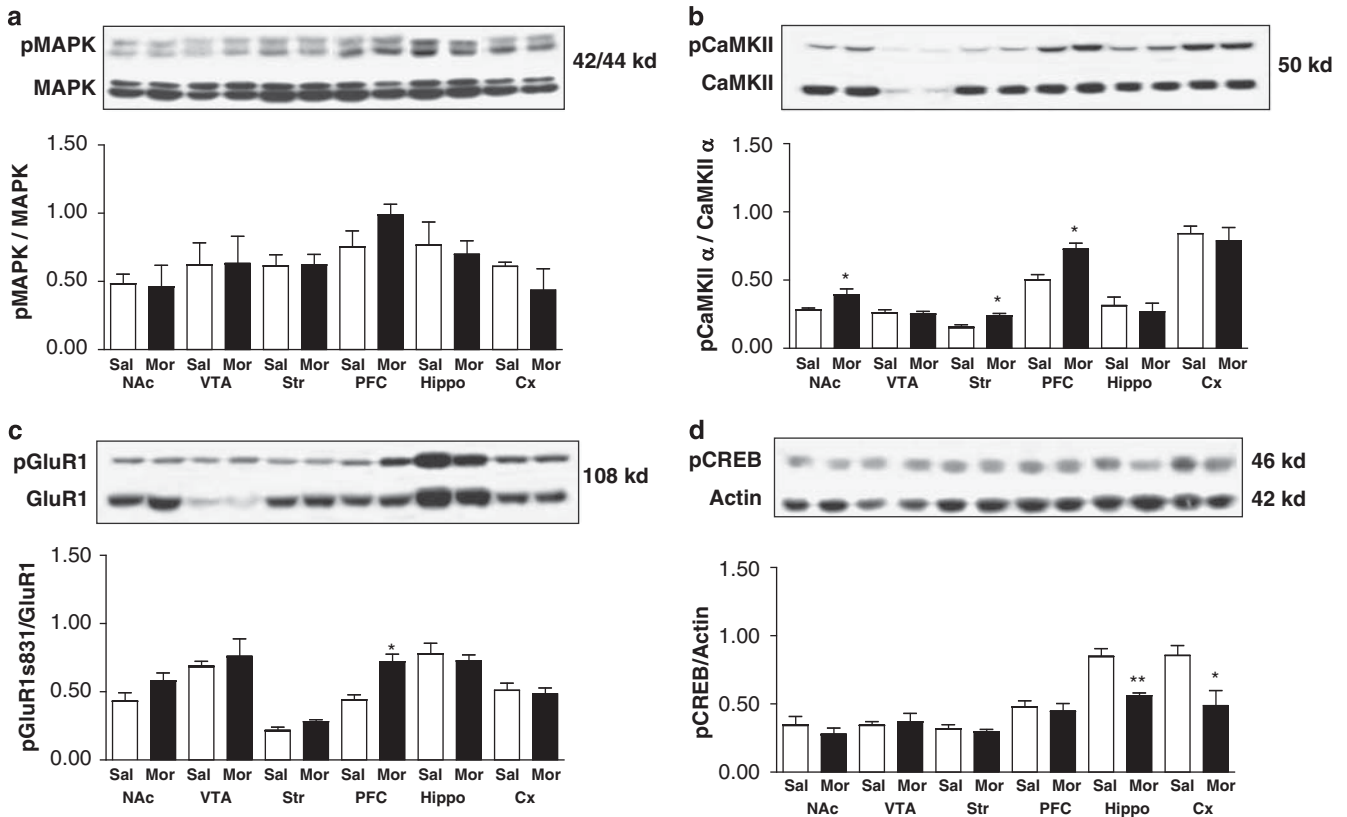 a
pMAPK
MAPK
42/44 kd
pMAPK / MAPK
1.50
1.00
0.50
0.00
Sal Mor Sal Mor Sal Mor Sal Mor Sal Mor Sal Mor
NAc VTA Str PFC Hippo Cx
b
pCaMKII
CaMKII
50 kd
pCaMKII α / CaMKII α
1.50
1.00
0.50
0.00
* * *
Sal Mor Sal Mor Sal Mor Sal Mor Sal Mor Sal Mor
NAc VTA Str PFC Hippo Cx
c
pGluR1
GluR1
108 kd
pGluR1s831/GluR1
1.50
1.00
0.50
0.00
*
Sal Mor Sal Mor Sal Mor Sal Mor Sal Mor Sal Mor
NAc VTA Str PFC Hippo Cx
d
pCREB
Actin
46 kd
42 kd
pCREB/Actin
1.50
1.00
0.50
0.00
** *
Sal Mor Sal Mor Sal Mor Sal Mor Sal Mor Sal Mor
NAc VTA Str PFC Hippo Cx